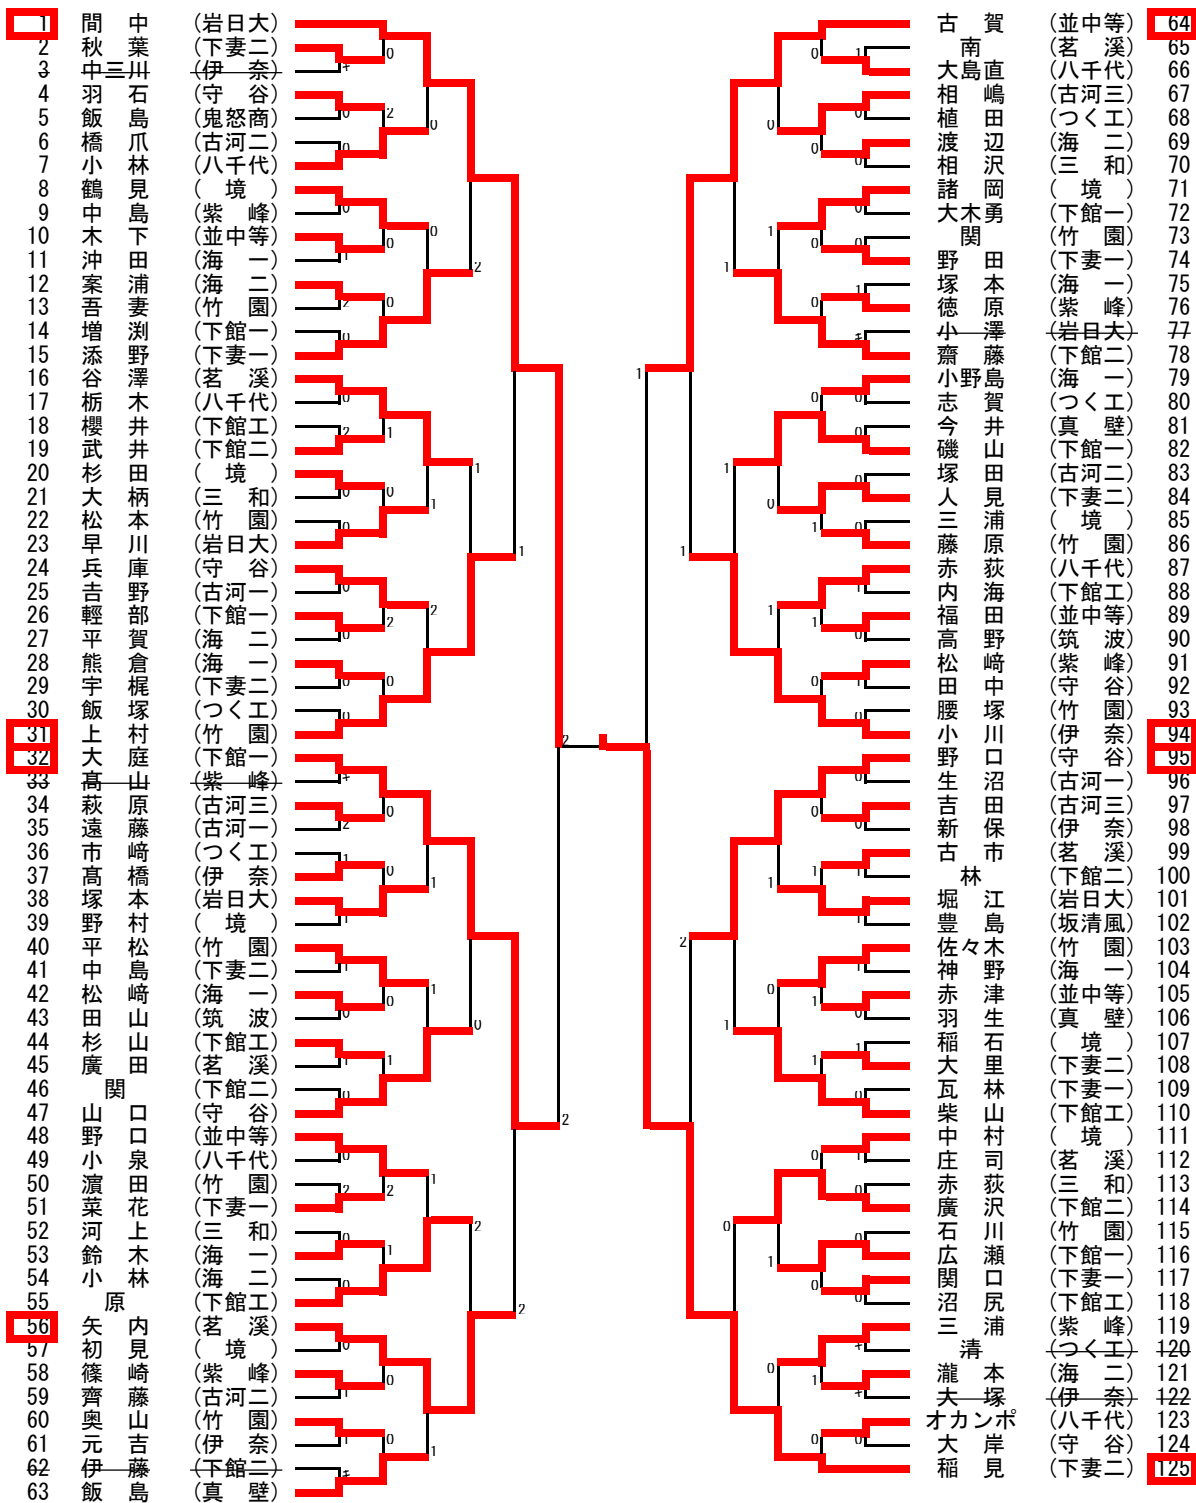 1 間 中 (岩日大)
2 秋 葉 (下妻二)
3 中三川 (伊 奈)
4 羽 石 (守 谷)
5 飯 島 (鬼怒商)
6 橋 爪 (古河二)
7 小 林 (八千代)
8 鶴 見 ( 境 )
9 中 島 (紫 峰)
10 木 下 (並中等)
11 沖 田 (海 一)
12 案 浦 (海 二)
13 吾 妻 (竹 園)
14 増 渕 (下館一)
15 添 野 (下妻一)
16 谷 澤 (茗 溪)
17 栃 木 (八千代)
18 櫻 井 (下館工)
19 武 井 (下館二)
20 杉 田 ( 境 )
21 大 柄 (三 和)
22 松 本 (竹 園)
23 早 川 (岩日大)
24 兵 庫 (守 谷)
25 吉 野 (古河一)
26 輕 部 (下館一)
27 平 賀 (海 二)
28 熊 倉 (海 一)
29 宇 梶 (下妻二)
30 飯 塚 (つく工)
31 上 村 (竹 園)
32 大 庭 (下館一)
33 髙 山 (紫 峰)
34 萩 原 (古河三)
35 遠 藤 (古河一)
36 市 﨑 (つく工)
37 髙 橋 (伊 奈)
38 塚 本 (岩日大)
39 野 村 ( 境 )
40 平 松 (竹 園)
41 中 島 (下妻二)
42 松 﨑 (海 一)
43 田 山 (筑 波)
44 杉 山 (下館工)
45 廣 田 (茗 溪)
46 関 (下館二)
47 山 口 (守 谷)
48 野 口 (並中等)
49 小 泉 (八千代)
50 濵 田 (竹 園)
51 菜 花 (下妻一)
52 河 上 (三 和)
53 鈴 木 (海 一)
54 小 林 (海 二)
55 原 (下館工)
56 矢 内 (茗 溪)
57 初 見 ( 境 )
58 篠 崎 (紫 峰)
59 齊 藤 (古河二)
60 奥 山 (竹 園)
61 元 吉 (伊 奈)
62 伊 藤 (下館二)
63 飯 島 (真 壁)
古 賀 (並中等) 64
南 (茗 溪) 65
大島直 (八千代) 66
相 嶋 (古河三) 67
植 田 (つく工) 68
渡 辺 (海 二) 69
相 沢 (三 和) 70
諸 岡 ( 境 ) 71
大木勇 (下館一) 72
関 (竹 園) 73
野 田 (下妻一) 74
塚 本 (海 一) 75
徳 原 (紫 峰) 76
小 澤 (岩日大) 77
齋 藤 (下館二) 78
小野島 (海 一) 79
志 賀 (つく工) 80
今 井 (真 壁) 81
磯 山 (下館一) 82
塚 田 (古河二) 83
人 見 (下妻二) 84
三 浦 ( 境 ) 85
藤 原 (竹 園) 86
赤 荻 (八千代) 87
内 海 (下館工) 88
福 田 (並中等) 89
高 野 (筑 波) 90
松 﨑 (紫 峰) 91
田 中 (守 谷) 92
腰 塚 (竹 園) 93
小 川 (伊 奈) 94
野 口 (守 谷) 95
生 沼 (古河一) 96
吉 田 (古河三) 97
新 保 (伊 奈) 98
古 市 (茗 溪) 99
林 (下館二) 100
堀 江 (岩日大) 101
豊 島 (坂清風) 102
佐々木 (竹 園) 103
神 野 (海 一) 104
赤 津 (並中等) 105
羽 生 (真 壁) 106
稲 石 ( 境 ) 107
大 里 (下妻二) 108
瓦 林 (下妻一) 109
柴 山 (下館工) 110
中 村 ( 境 ) 111
庄 司 (茗 溪) 112
赤 荻 (三 和) 113
廣 沢 (下館二) 114
石 川 (竹 園) 115
広 瀬 (下館一) 116
関 口 (下妻一) 117
沼 尻 (下館工) 118
三 浦 (紫 峰) 119
清 (つく工) 120
瀧 本 (海 二) 121
大 塚 (伊 奈) 122
オカンポ (八千代) 123
大 岸 (守 谷) 124
稲 見 (下妻二) 125